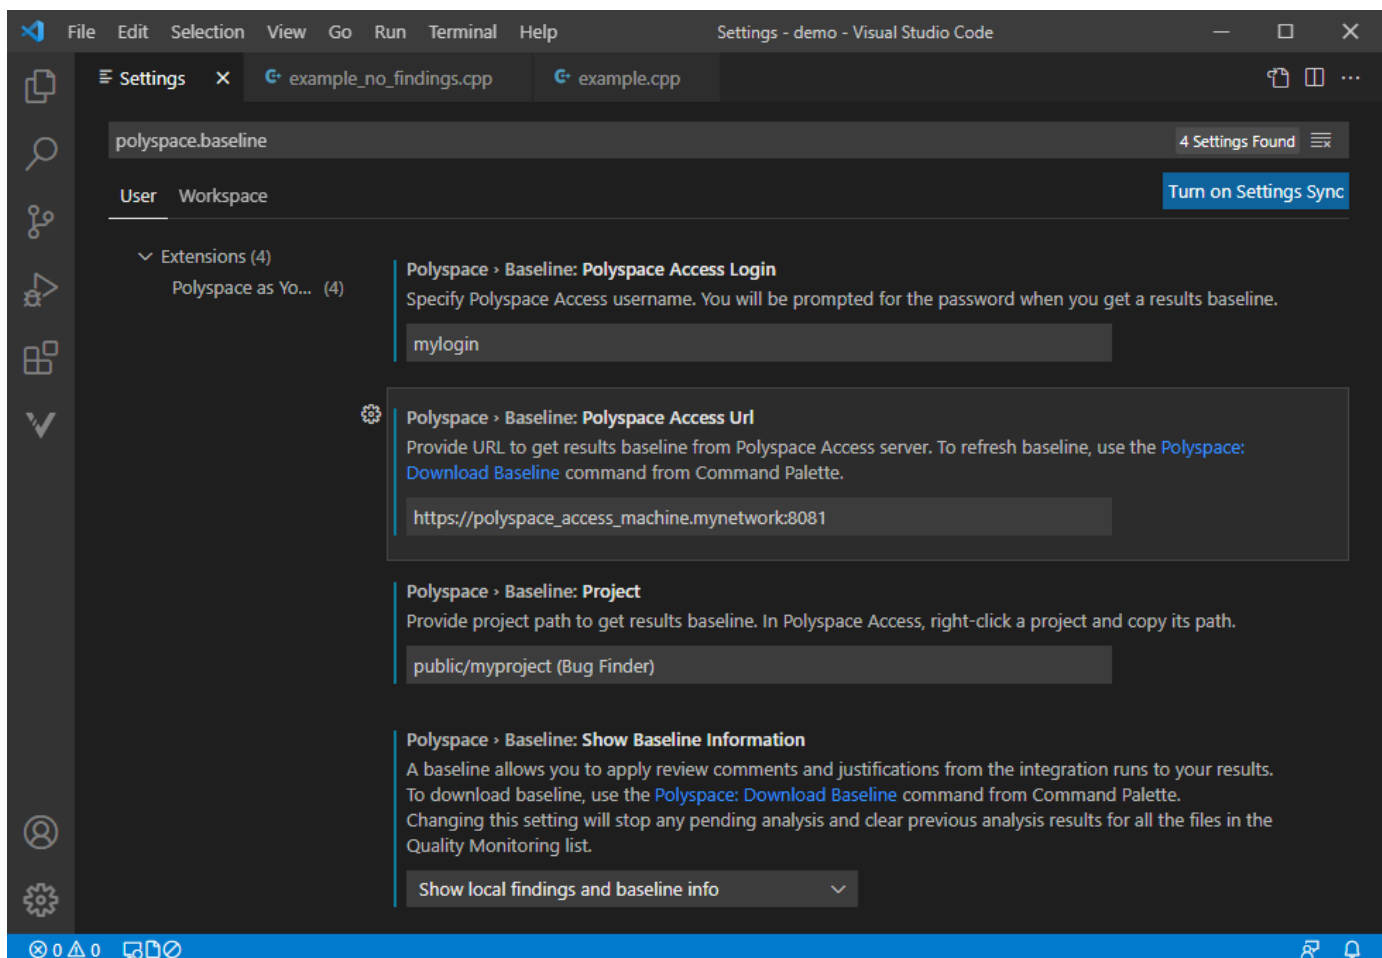 File Edit Selection View Go Run Terminal Help Settings - demo - Visual Studio Code
Settings example_no_findings.cpp example.cpp
polyspace.baseline 4 Settings Found
User Workspace Turn on Settings Sync
Extensions (4)
Polyspace as Yo... (4)
Polyspace › Baseline: Polyspace Access Login
Specify Polyspace Access username. You will be prompted for the password when you get a results baseline.
mylogin
Polyspace › Baseline: Polyspace Access Url
Provide URL to get results baseline from Polyspace Access server. To refresh baseline, use the Polyspace:
Download Baseline command from Command Palette.
https://polyspace_access_machine.mynetwork:8081
Polyspace › Baseline: Project
Provide project path to get results baseline. In Polyspace Access, right-click a project and copy its path.
public/myproject (Bug Finder)
Polyspace › Baseline: Show Baseline Information
A baseline allows you to apply review comments and justifications from the integration runs to your results.
To download baseline, use the Polyspace: Download Baseline command from Command Palette.
Changing this setting will stop any pending analysis and clear previous analysis results for all the files in the
Quality Monitoring list.
Show local findings and baseline info
0 0